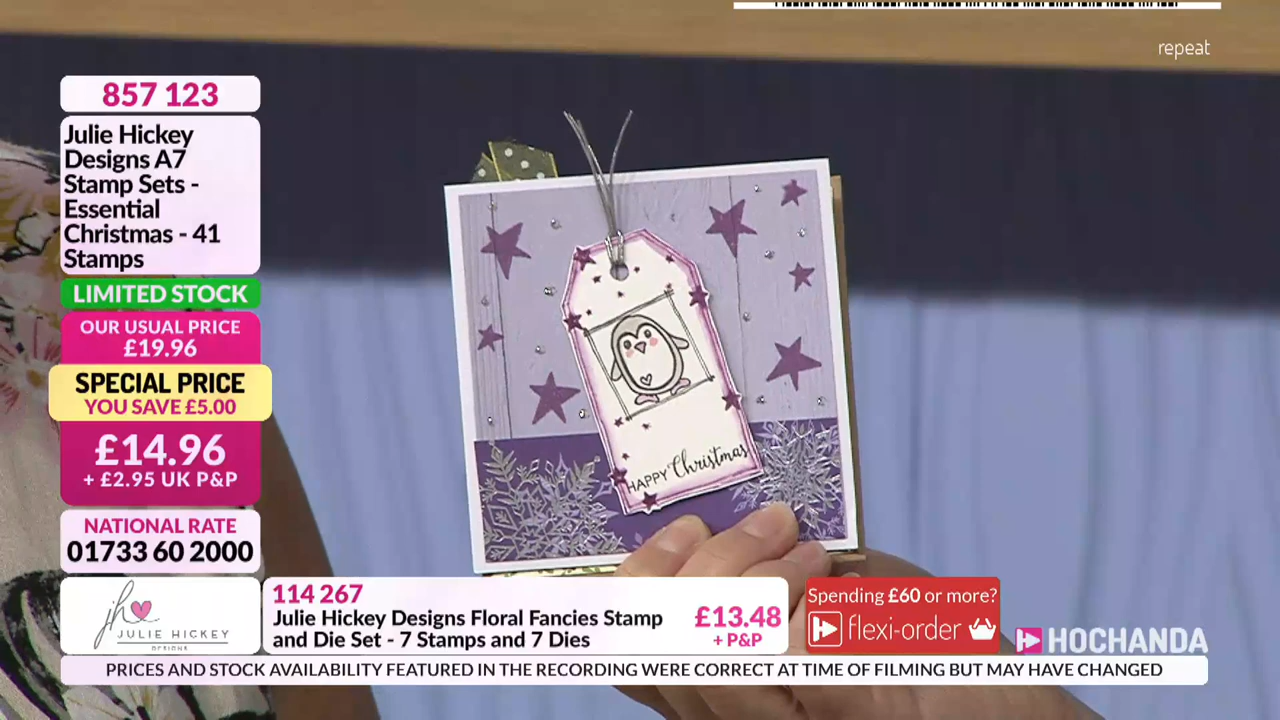 repeat
857 123
Julie Hickey
Designs A7
Stamp Sets -
Essential
Christmas - 41
Stamps
LIMITED STOCK
OUR USUAL PRICE
£19.96
SPECIAL PRICE
YOU SAVE £5.00
£14.96
+ £2.95 UK P&P
NATIONAL RATE
01733 60 2000
HAPPY Christmas
jh
JULIE HICKEY
DESIGNS
114 267
Julie Hickey Designs Floral Fancies Stamp
and Die Set - 7 Stamps and 7 Dies
£13.48
+ P&P
Spending £60 or more?
flexi-order
HOCHANDA
PRICES AND STOCK AVAILABILITY FEATURED IN THE RECORDING WERE CORRECT AT TIME OF FILMING BUT MAY HAVE CHANGED